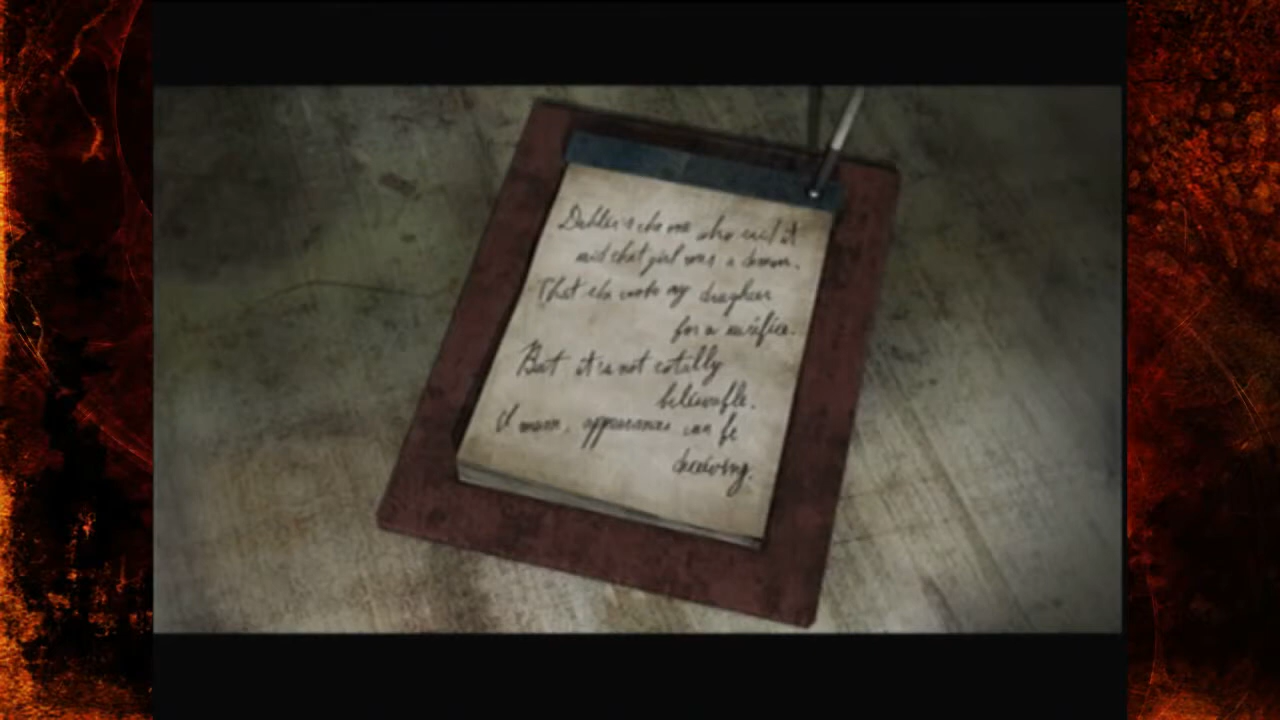 Dahlia's the one who said it
said that girl was a demon.
That she wants my daughter
for a sacrifice.
But it's not totally
believable.
I mean, appearances can be
deceiving.